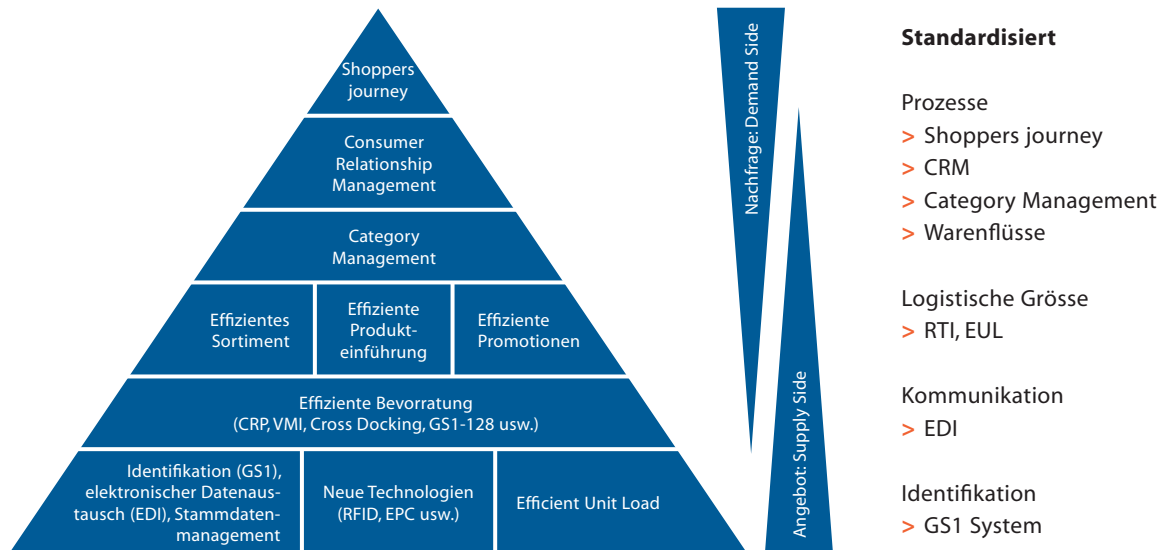 Shoppers
journey
Consumer
Relationship
Management
Category
Management
Effizientes
Sortiment
Effiziente
Produkt-
einführung
Effiziente
Promotionen
Effiziente Bevorratung
(CRP, VMI, Cross Docking, GS1-128 usw.)
Identifikation (GS1),
elektronischer Datenaus-
tausch (EDI), Stammdaten-
management
Neue Technologien
(RFID, EPC usw.)
Efficient Unit Load
Nachfrage: Demand Side
Angebot: Supply Side
Standardisiert
Prozesse
> Shoppers journey
> CRM
> Category Management
> Warenflüsse
Logistische Grösse
> RTI, EUL
Kommunikation
> EDI
Identifikation
> GS1 System